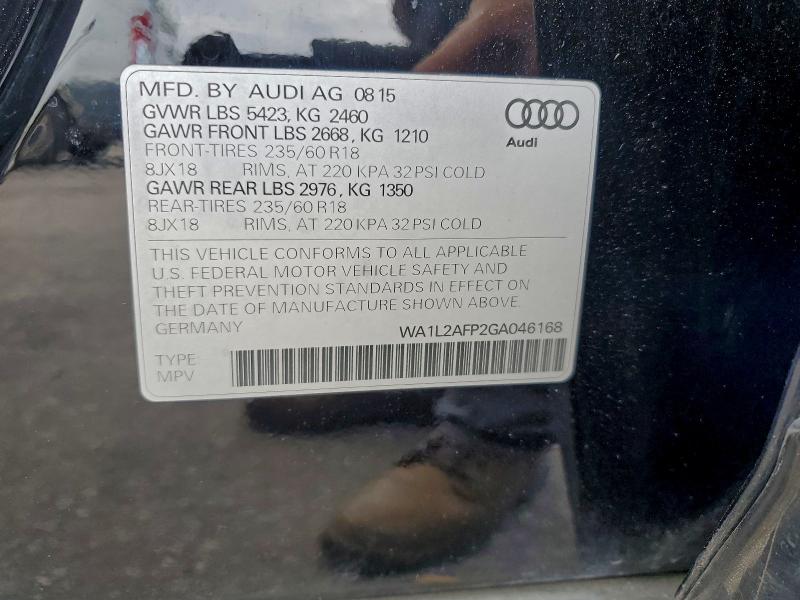 MFD. BY AUDI AG 08 15
GVWR LBS 5423, KG 2460
GAWR FRONT LBS 2668, KG 1210
FRONT-TIRES 235/60 R18
8JX18 RIMS, AT 220 KPA 32 PSI COLD
GAWR REAR LBS 2976, KG 1350
REAR-TIRES 235/60 R18
8JX18 RIMS, AT 220 KPA 32 PSI COLD
Audi
THIS VEHICLE CONFORMS TO ALL APPLICABLE
U.S. FEDERAL MOTOR VEHICLE SAFETY AND
THEFT PREVENTION STANDARDS IN EFFECT ON
THE DATE OF MANUFACTURE SHOWN ABOVE.
GERMANY WA1L2AFP2GA046168
TYPE
MPV